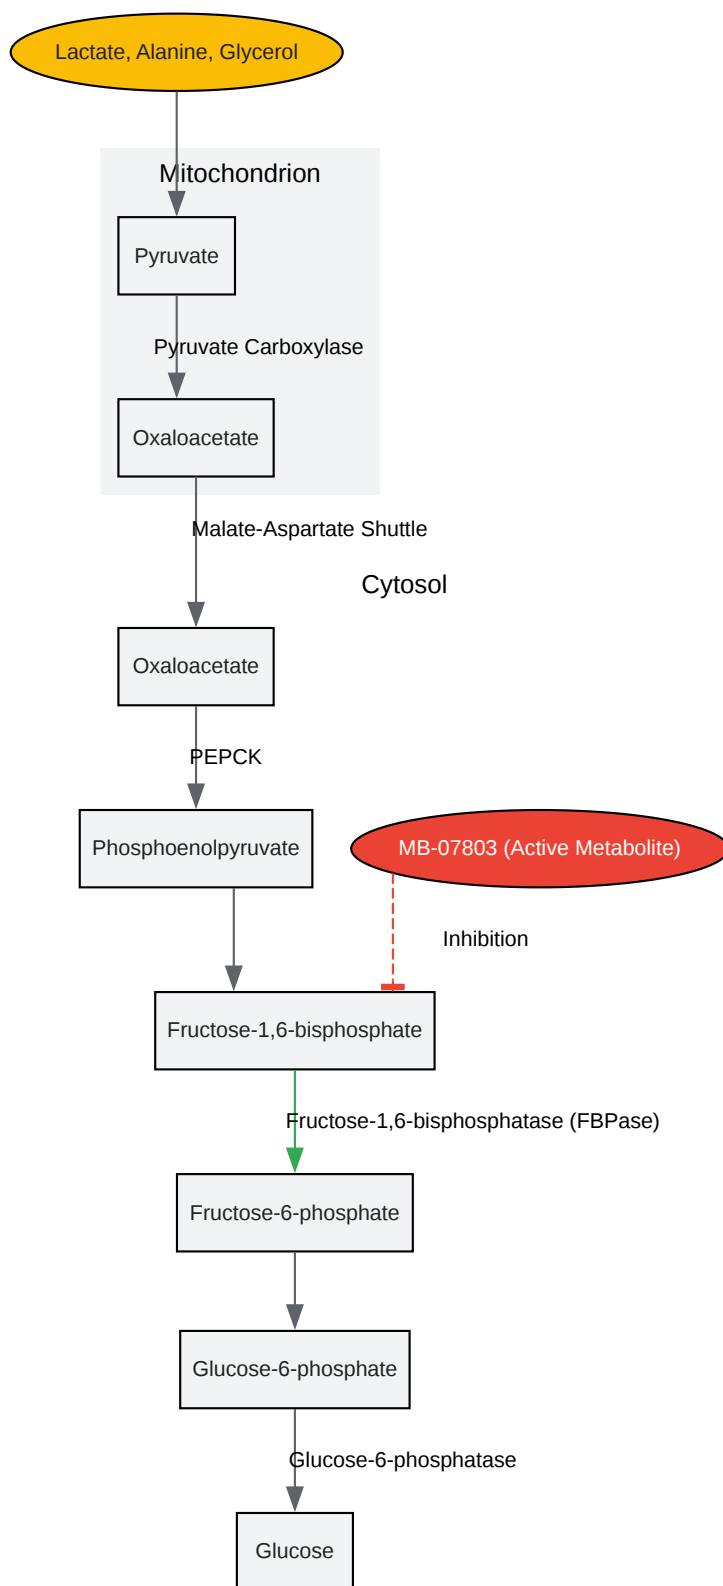 Lactate, Alanine, Glycerol
Mitochondrion
Pyruvate
Pyruvate Carboxylase
Oxaloacetate
Malate-Aspartate Shuttle
Cytosol
Oxaloacetate
PEPCK
Phosphoenolpyruvate
MB-07803 (Active Metabolite)
Inhibition
Fructose-1,6-bisphosphate
Fructose-1,6-bisphosphatase (FBPase)
Fructose-6-phosphate
Glucose-6-phosphate
Glucose-6-phosphatase
Glucose